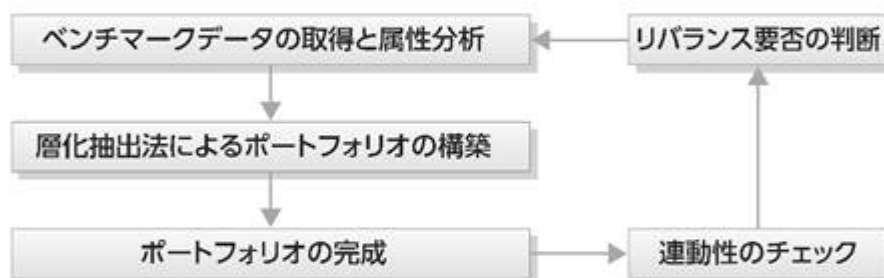 ベンチマークデータの取得と属性分析
リバランス要否の判断
層化抽出法によるポートフォリオの構築
ポートフォリオの完成
連動性のチェック